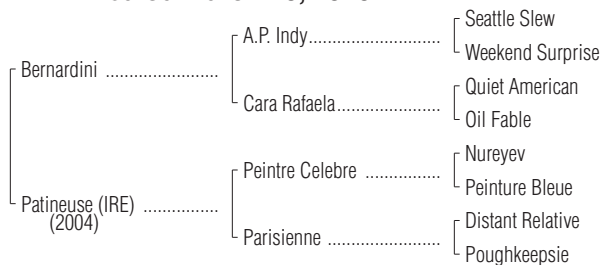 Seattle Slew
A.P. Indy
Weekend Surprise
Bernardini
Quiet American
Cara Rafaela
Oil Fable
Nureyev
Peintre Celebre
Peinture Bleue
Patineuse (IRE)
(2004)
Distant Relative
Parisienne
Poughkeepsie